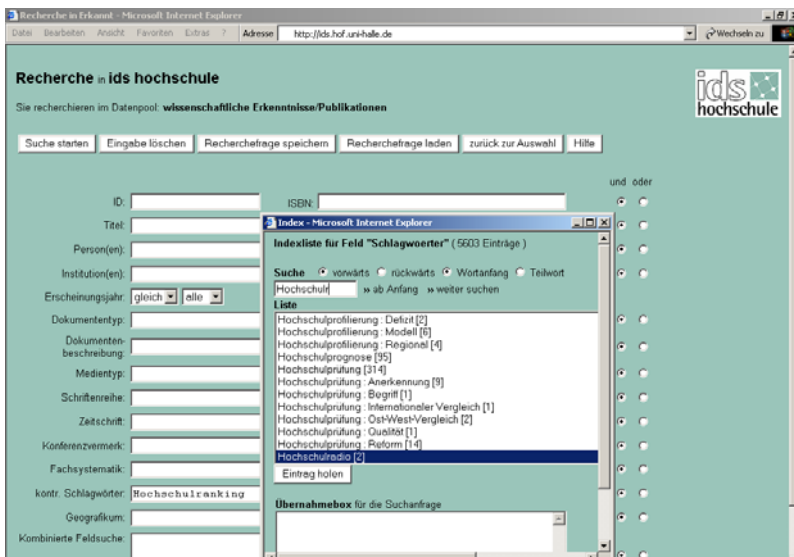 Recherche in Erkannt - Microsoft Internet Explorer
Datei Bearbeiten Ansicht Favoriten Extras ? Adresse http://ids.hof.uni-halle.de Wechseln zu
Recherche in ids hochschule
ids hochschule
Sie recherchieren im Datenpool: wissenschaftliche Erkenntnisse/Publikationen
Suche starten Eingabe löschen Recherchefrage speichern Recherchefrage laden zurück zur Auswahl Hilfe
und oder
ID: ISBN:
Titel:
Person(en):
Institution(en):
Erscheinungsjahr: gleich alle
Dokumententyp:
Dokumenten-
beschreibung:
Medientyp:
Schriftenreihe:
Zeitschrift:
Konferenzvermerk:
Fachsystematik:
kontr. Schlagwörter: Hochschulranking
Geografikum:
Kombinierte Feldsuche:
Index - Microsoft Internet Explorer
Indexliste für Feld "Schlagwoerter" ( 5603 Einträge )
Suche vorwärts rückwärts Wortanfang Teilwort
Hochschulr » ab Anfang » weiter suchen
Liste
Hochschulprofilierung : Defizit [2]
Hochschulprofilierung : Modell [6]
Hochschulprofilierung : Regional [4]
Hochschulprognose [95]
Hochschulprüfung [314]
Hochschulprüfung : Anerkennung [9]
Hochschulprüfung : Begriff [1]
Hochschulprüfung : Internationaler Vergleich [1]
Hochschulprüfung : Ost-West-Vergleich [2]
Hochschulprüfung : Qualität [1]
Hochschulprüfung : Reform [14]
Hochschulradio [2]
Eintrag holen
Übernahmebox für die Suchanfrage